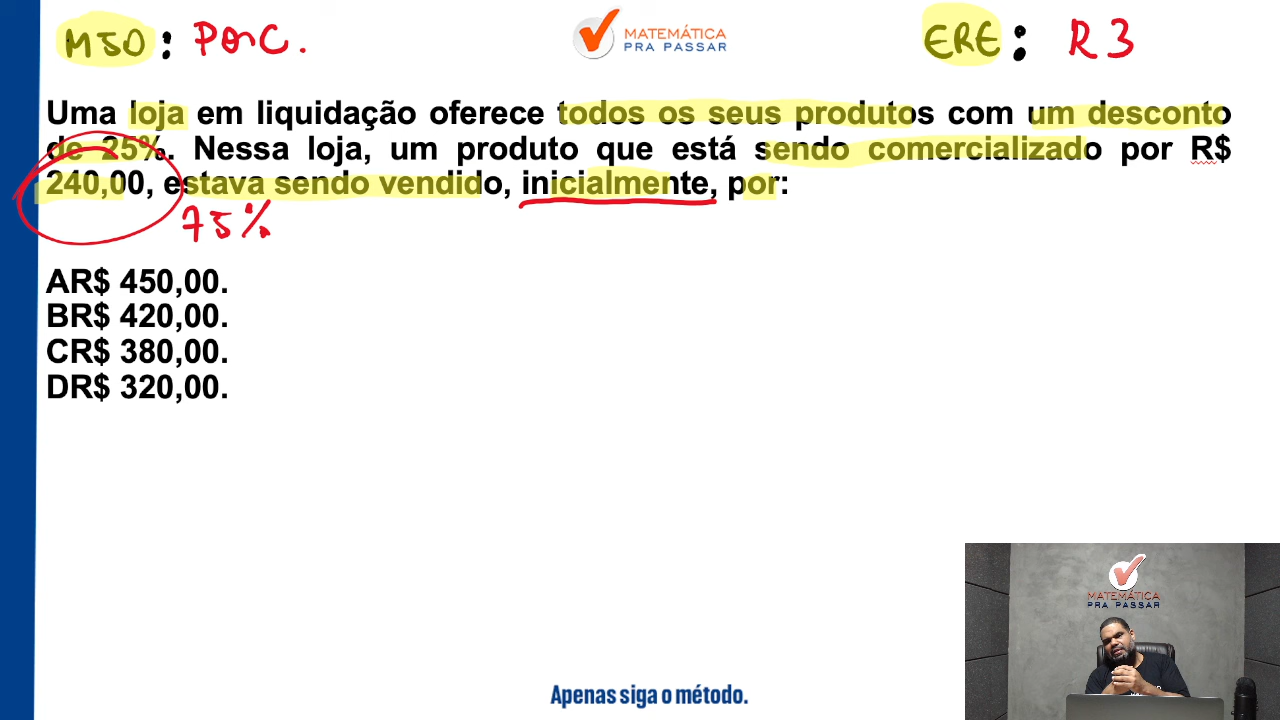 M50 : PORC.
MATEMÁTICA
PRA PASSAR
ERE : R3
Uma loja em liquidação oferece todos os seus produtos com um desconto
de 25%. Nessa loja, um produto que está sendo comercializado por R$
240,00, estava sendo vendido, inicialmente, por:
75%
AR$ 450,00.
BR$ 420,00.
CR$ 380,00.
DR$ 320,00.
MATEMÁTICA
PRA PASSAR
Apenas siga o método.